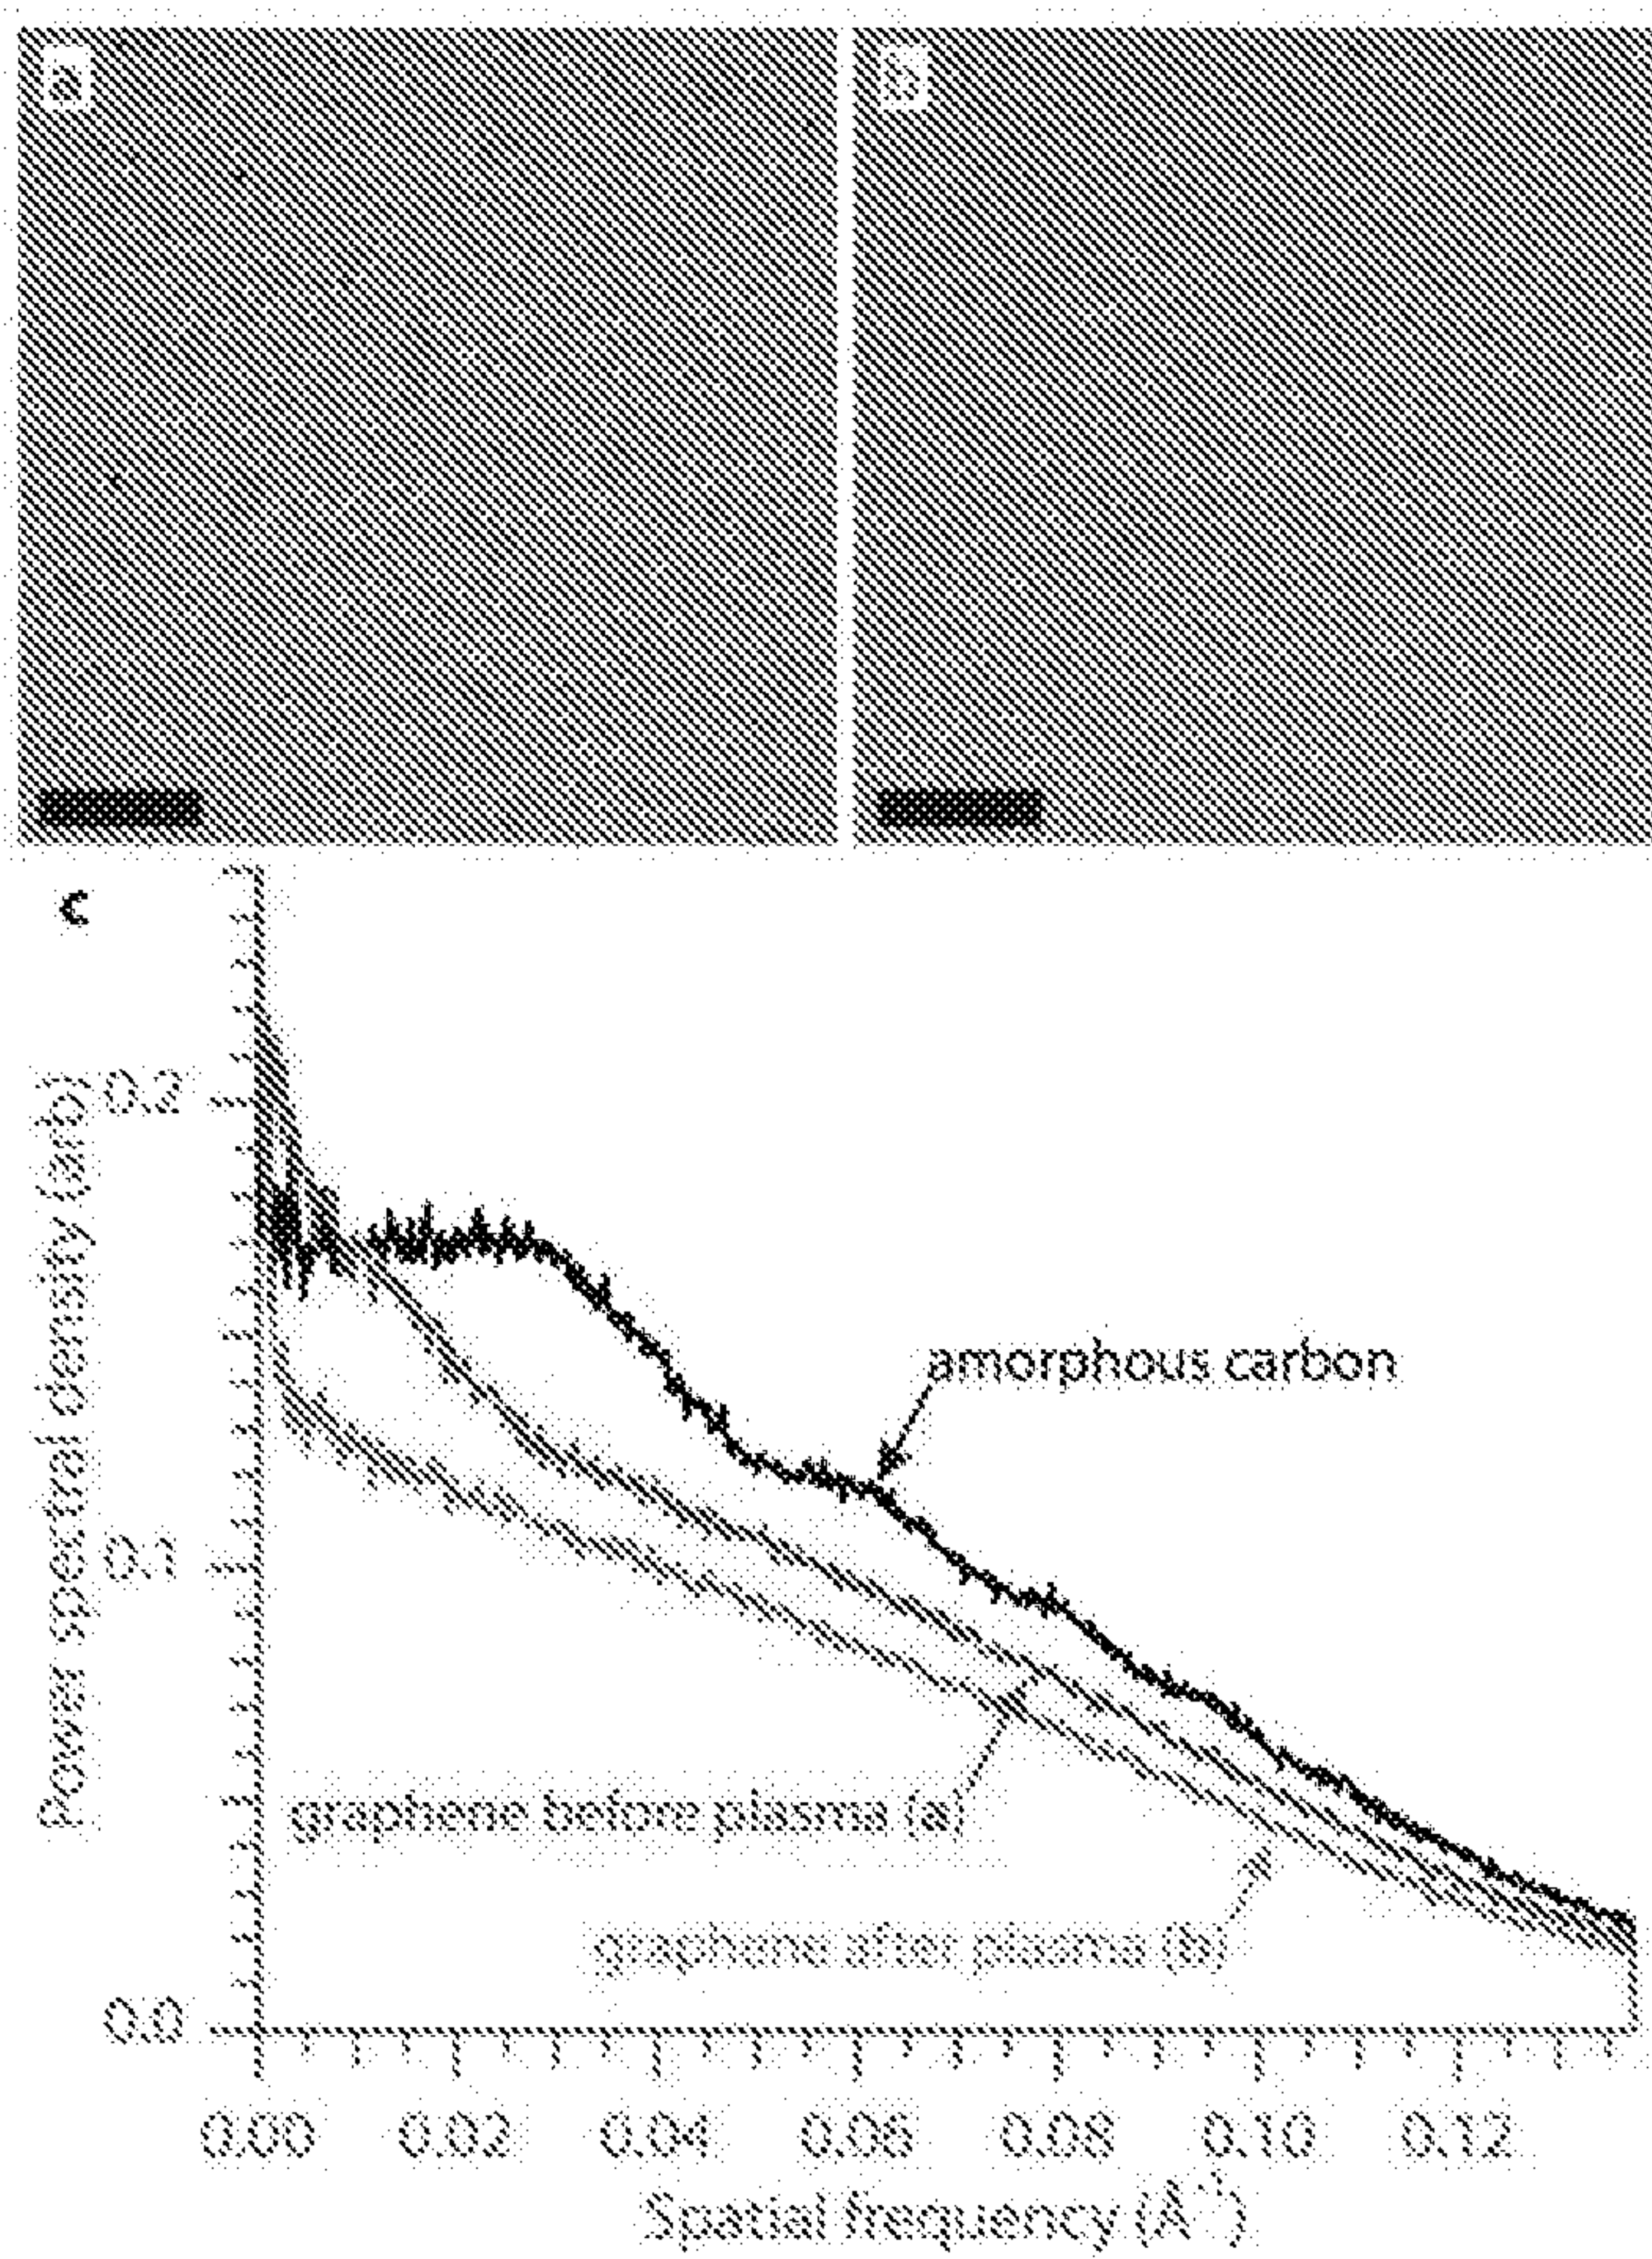 a
b
c
Power spectral density (arb)
0.2
0.1
0.0
amorphous carbon
graphene before plasma (a)
graphene after plasma (b)
0.00 0.02 0.04 0.06 0.08 0.10 0.12
Spatial frequency (Å⁻¹)